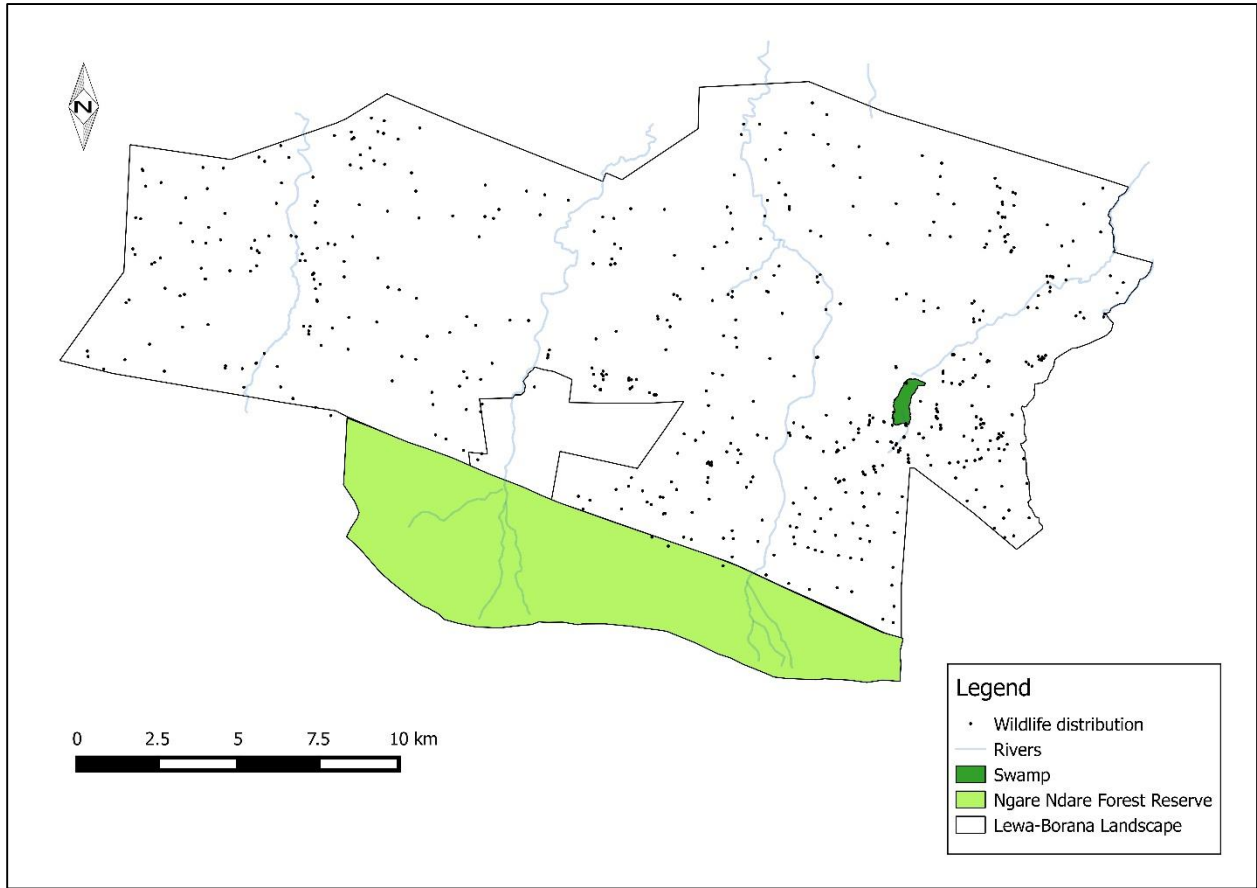 N
0 2.5 5 7.5 10 km
Legend
Wildlife distribution
Rivers
Swamp
Ngare Ndare Forest Reserve
Lewa-Borana Landscape